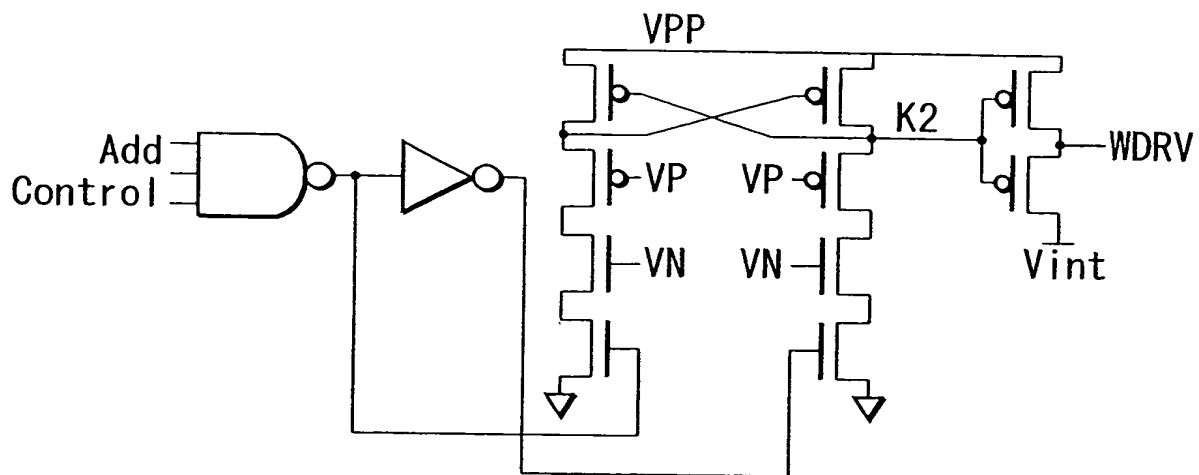 VPP
K2
Add
WDRV
Control
VP
VP
VN
VN
Vint